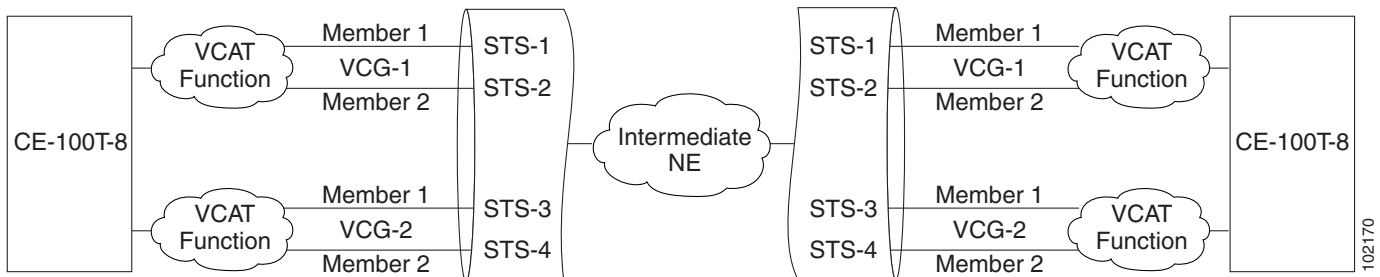 CE-100T-8
VCAT
Function
Member 1
VCG-1
Member 2
STS-1
STS-2
VCAT
Function
Member 1
VCG-2
Member 2
STS-3
STS-4
Intermediate
NE
STS-1
STS-2
Member 1
VCG-1
Member 2
VCAT
Function
STS-3
STS-4
Member 1
VCG-2
Member 2
VCAT
Function
CE-100T-8
102170